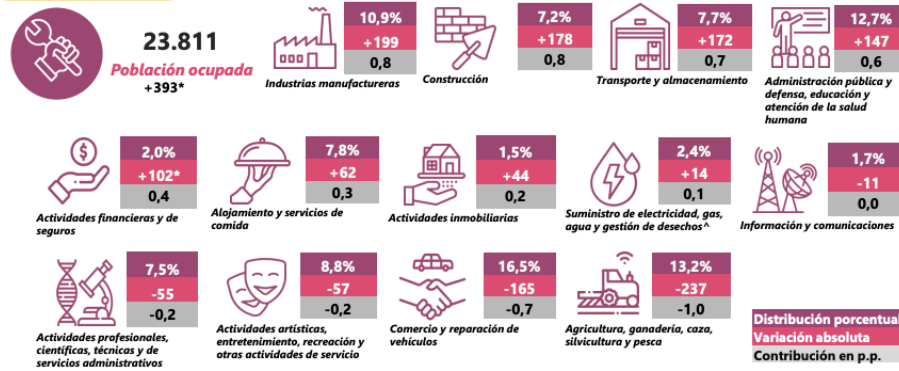 23.811
Población ocupada
+393*
10,9%
+199
0,8
Industrias manufactureras
7,2%
+178
0,8
Construcción
7,7%
+172
0,7
Transporte y almacenamiento
12,7%
+147
0,6
Administración pública y
defensa, educación y
atención de la salud
humana
2,0%
+102*
0,4
Actividades financieras y de
seguros
7,8%
+62
0,3
Alojamiento y servicios de
comida
1,5%
+44
0,2
Actividades inmobiliarias
2,4%
+14
0,1
Suministro de electricidad, gas,
agua y gestión de desechos^
1,7%
-11
0,0
Información y comunicaciones
7,5%
-55
-0,2
Actividades profesionales,
científicas, técnicas y de
servicios administrativos
8,8%
-57
-0,2
Actividades artísticas,
entretenimiento, recreación y
otras actividades de servicio
16,5%
-165
-0,7
Comercio y reparación de
vehículos
13,2%
-237
-1,0
Agricultura, ganadería, caza,
silvicultura y pesca
Distribución porcentual
Variación absoluta
Contribución en p.p.